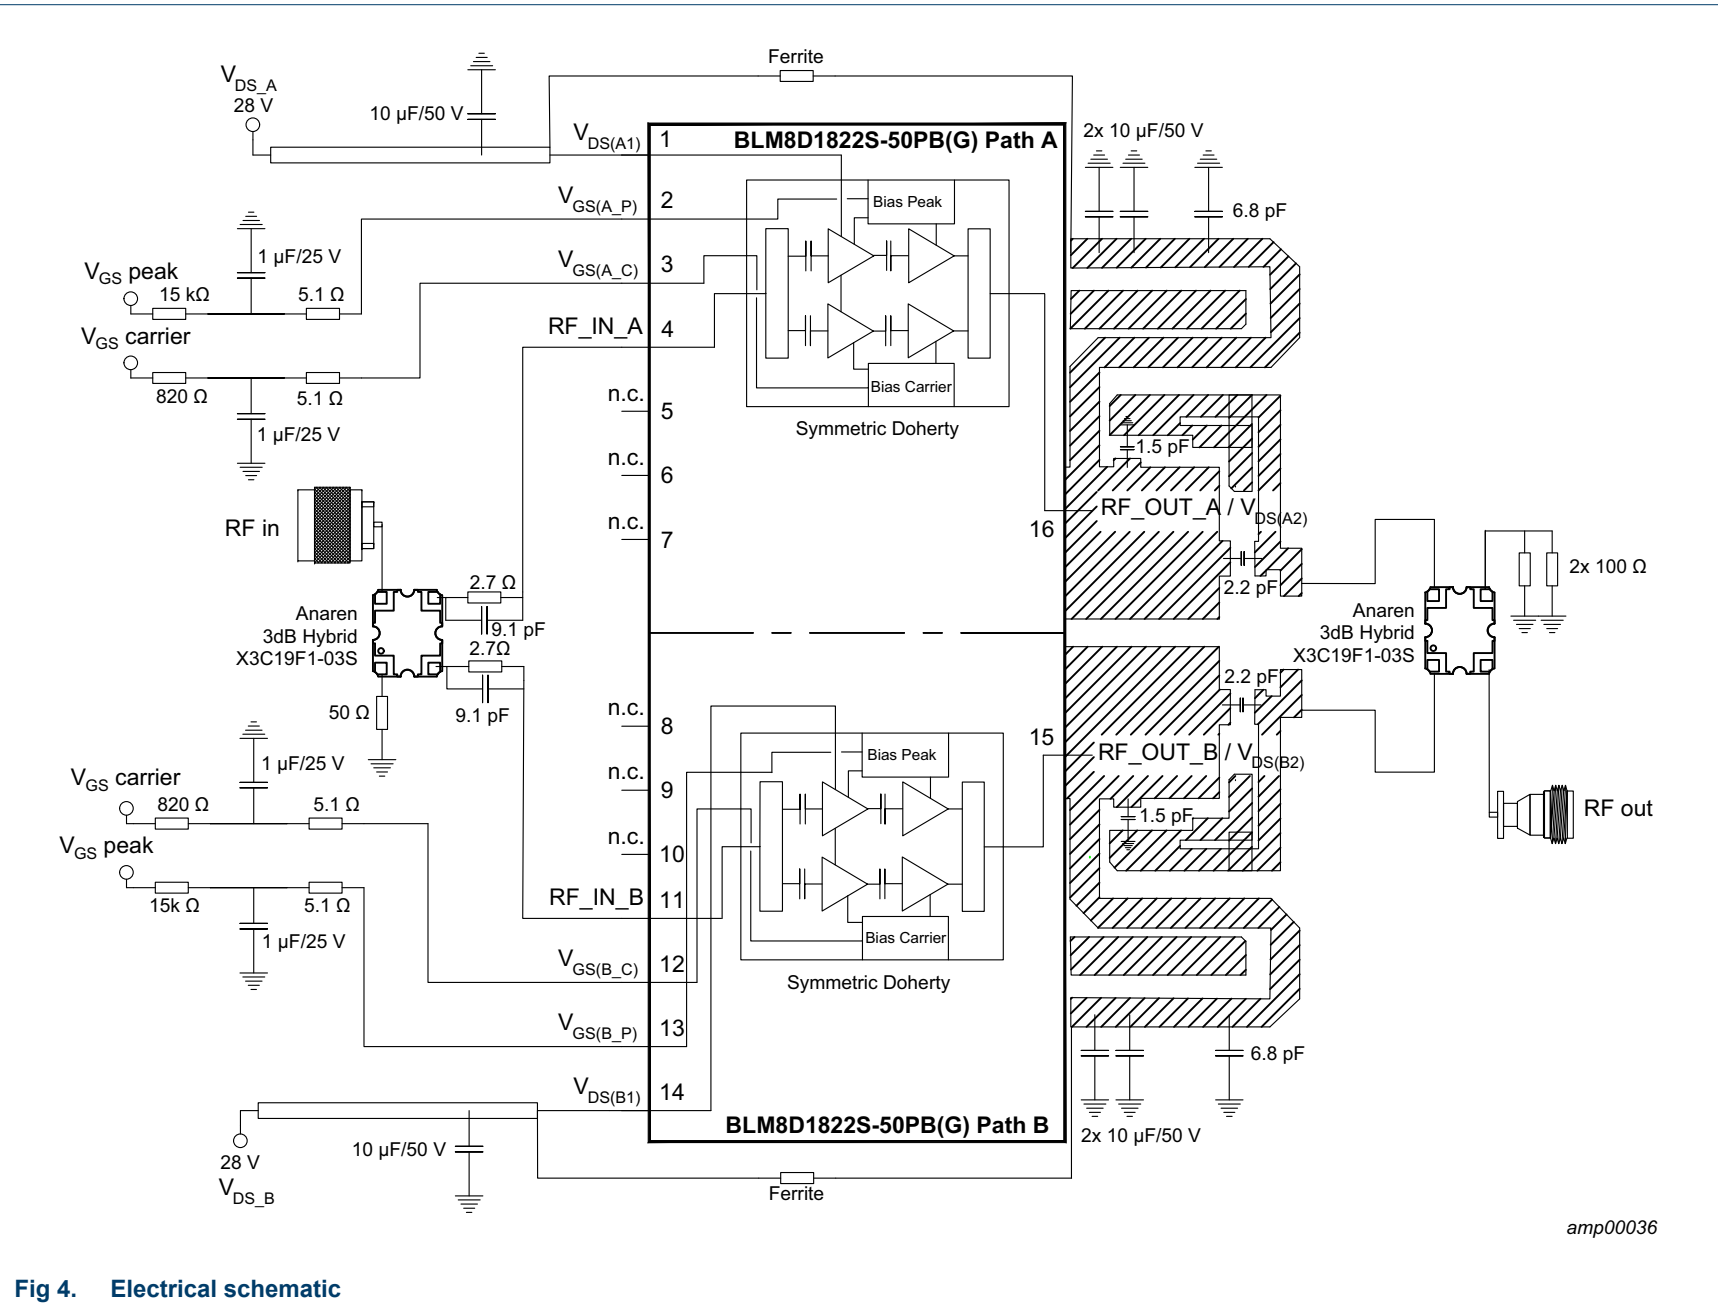 Ferrite
V_DS_A
28 V
10 µF/50 V
V_DS(A1)
1
BLM8D1822S-50PB(G) Path A
2x 10 µF/50 V
V_GS(A_P)
2
Bias Peak
6.8 pF
1 µF/25 V
V_GS peak
15 kΩ
5.1 Ω
V_GS(A_C)
3
V_GS carrier
RF_IN_A
4
820 Ω
5.1 Ω
1 µF/25 V
Bias Carrier
n.c.
5
Symmetric Doherty
1.5 pF
n.c.
6
RF in
n.c.
7
16
RF_OUT_A / V_DS(A2)
2.2 pF
2x 100 Ω
2.7 Ω
9.1 pF
Anaren
3dB Hybrid
X3C19F1-03S
2.7Ω
9.1 pF
50 Ω
Anaren
3dB Hybrid
X3C19F1-03S
2.2 pF
n.c.
8
15
RF_OUT_B / V_DS(B2)
Bias Peak
1 µF/25 V
V_GS carrier
820 Ω
5.1 Ω
n.c.
9
1.5 pF
RF out
V_GS peak
n.c.
10
15k Ω
5.1 Ω
RF_IN_B
11
1 µF/25 V
Bias Carrier
V_GS(B_C)
12
Symmetric Doherty
V_GS(B_P)
13
6.8 pF
V_DS(B1)
14
BLM8D1822S-50PB(G) Path B
2x 10 µF/50 V
10 µF/50 V
28 V
V_DS_B
Ferrite
amp00036
Fig 4. Electrical schematic